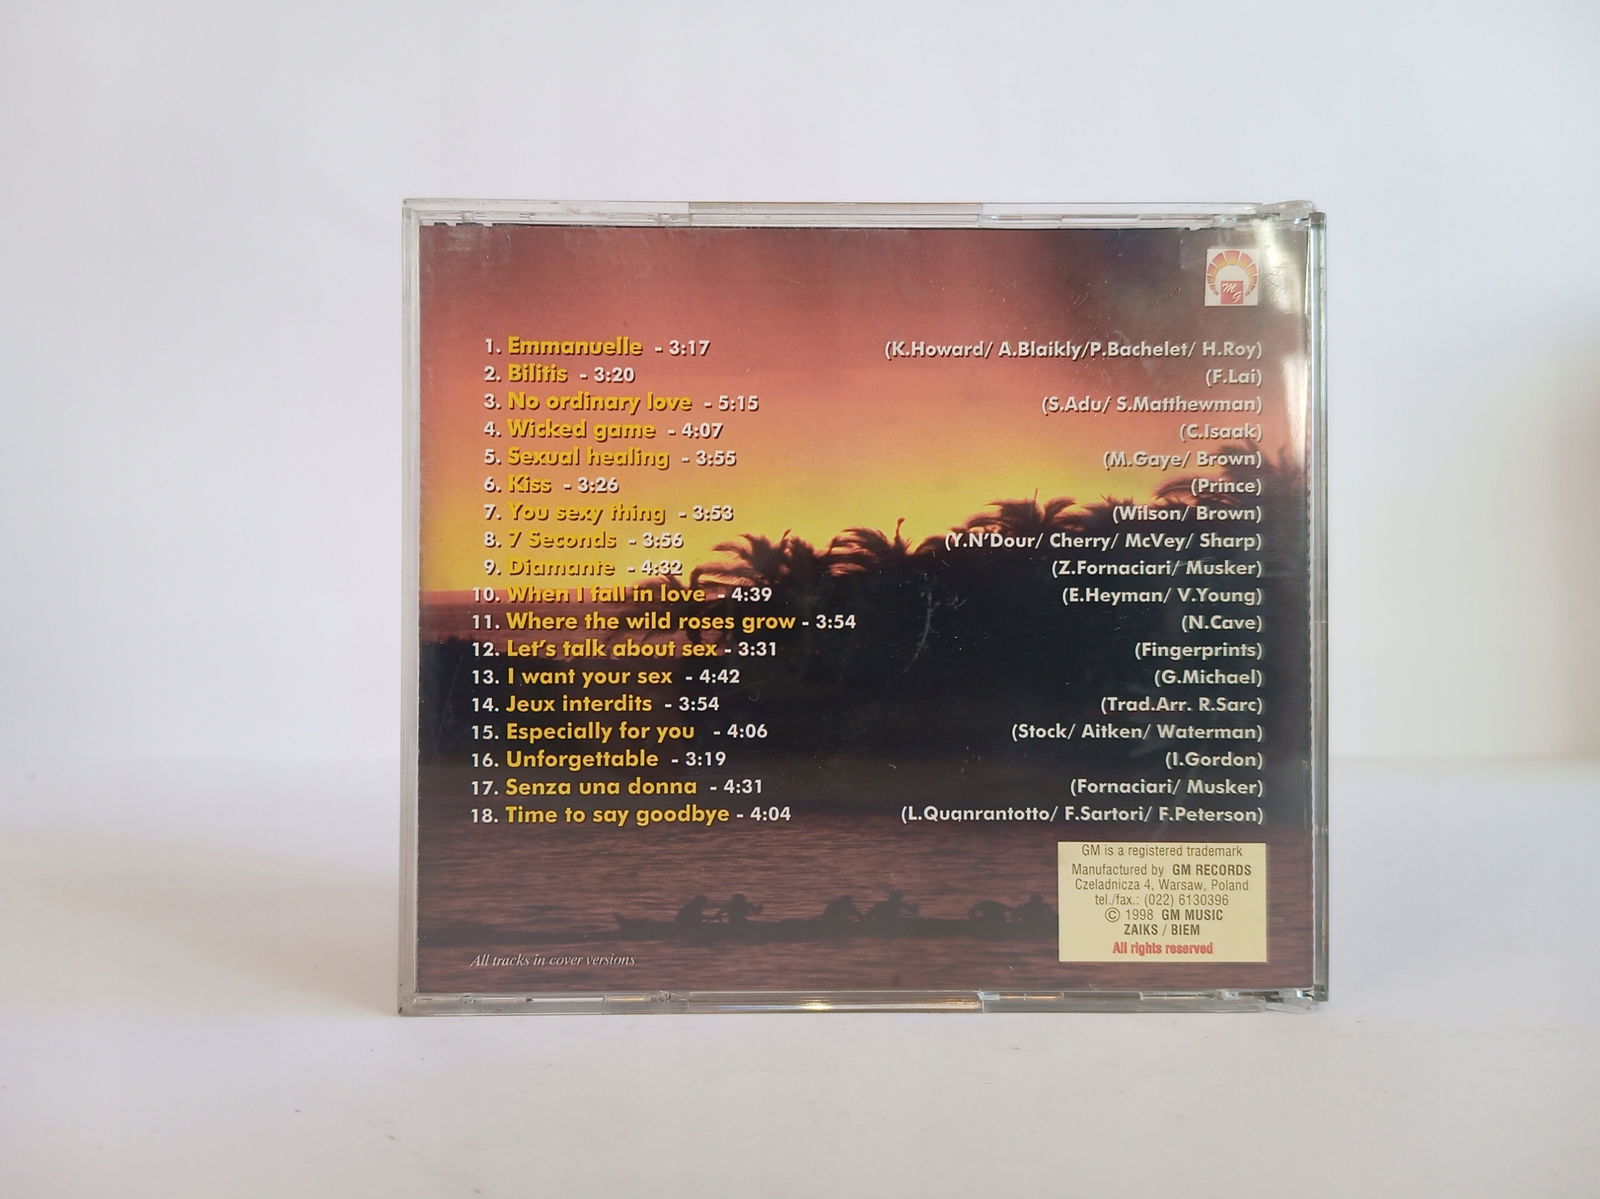 MG
1. Emmanuelle - 3:17 (K.Howard/ A.Blaikly/P.Bachelet/ H.Roy)
2. Bilitis - 3:20 (F.Lai)
3. No ordinary love - 5:15 (S.Adu/ S.Matthewman)
4. Wicked game - 4:07 (C.Isaak)
5. Sexual healing - 3:55 (M.Gaye/ Brown)
6. Kiss - 3:26 (Prince)
7. You sexy thing - 3:53 (Wilson/ Brown)
8. 7 Seconds - 3:56 (Y.N'Dour/ Cherry/ McVey/ Sharp)
9. Diamante - 4:32 (Z.Fornaciari/ Musker)
10. When I fall in love - 4:39 (E.Heyman/ V.Young)
11. Where the wild roses grow - 3:54 (N.Cave)
12. Let's talk about sex - 3:31 (Fingerprints)
13. I want your sex - 4:42 (G.Michael)
14. Jeux interdits - 3:54 (Trad.Arr. R.Sarc)
15. Especially for you - 4:06 (Stock/ Aitken/ Waterman)
16. Unforgettable - 3:19 (I.Gordon)
17. Senza una donna - 4:31 (Fornaciari/ Musker)
18. Time to say goodbye - 4:04 (L.Quanrantotto/ F.Sartori/ F.Peterson)
GM is a registered trademark
Manufactured by GM RECORDS
Czeladnicza 4, Warsaw, Poland
tel./fax.: (022) 6130396
© 1998 GM MUSIC
ZAIKS / BIEM
All rights reserved
All tracks in cover versions